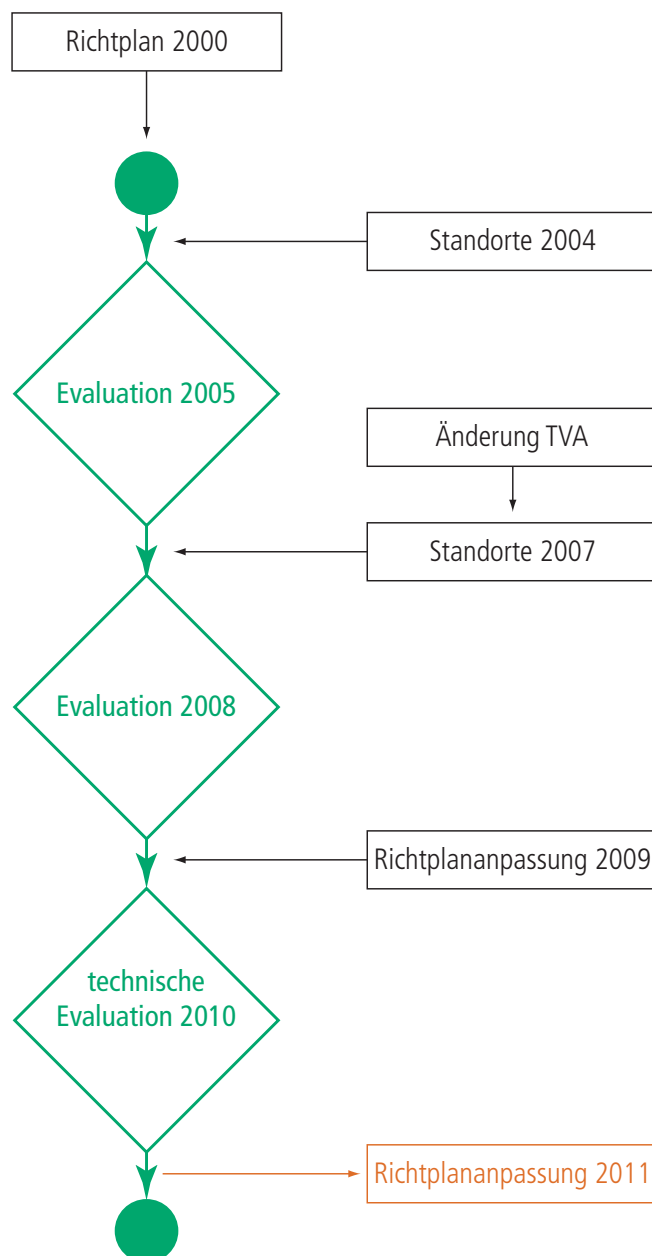 Richtplan 2000
Standorte 2004
Evaluation 2005
Änderung TVA
Standorte 2007
Evaluation 2008
Richtplananpassung 2009
technische
Evaluation 2010
Richtplananpassung 2011